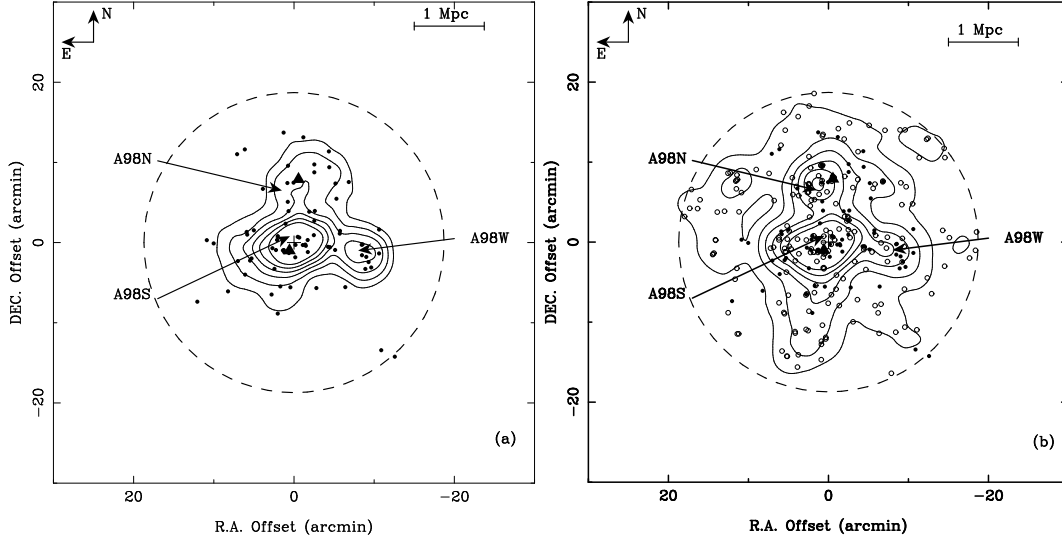 N
E
1 Mpc
20
A98N
0
A98W
A98S
-20
(a)
20
0
-20
DEC. Offset (arcmin)
R.A. Offset (arcmin)
N
E
1 Mpc
20
A98N
0
A98W
A98S
-20
(b)
20
0
-20
DEC. Offset (arcmin)
R.A. Offset (arcmin)